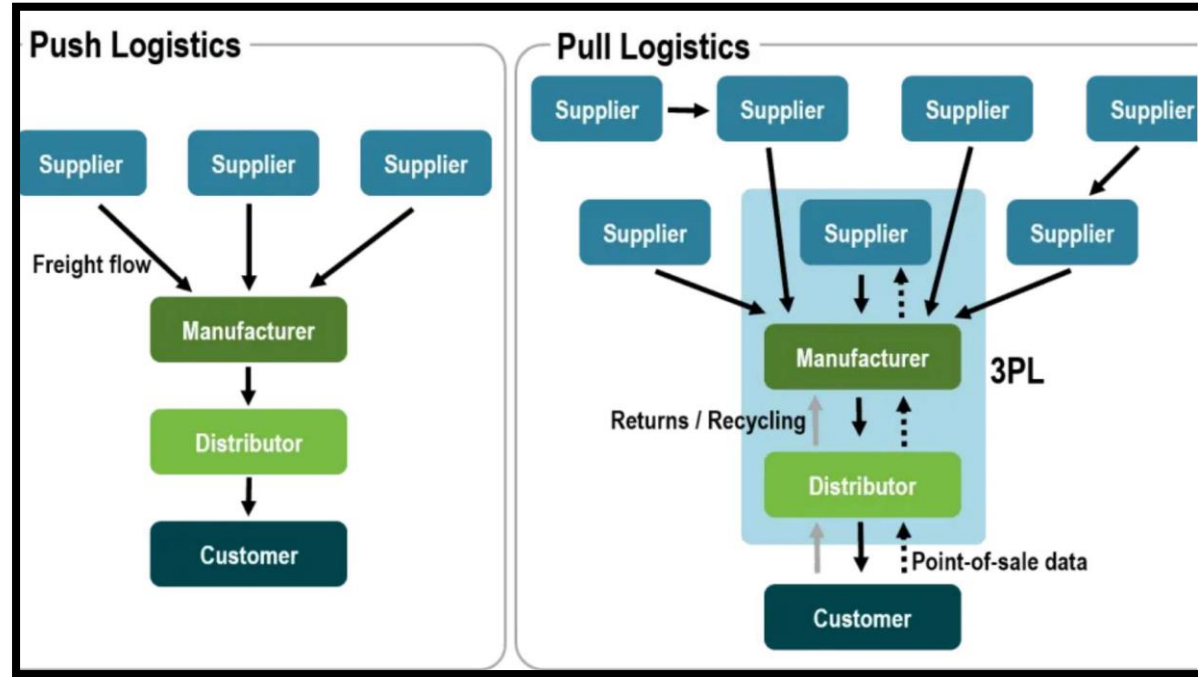 Push Logistics
Supplier
Supplier
Supplier
Freight flow
Manufacturer
Distributor
Customer
Pull Logistics
Supplier
Supplier
Supplier
Supplier
Supplier
Supplier
Supplier
Manufacturer
3PL
Returns / Recycling
Distributor
Point-of-sale data
Customer